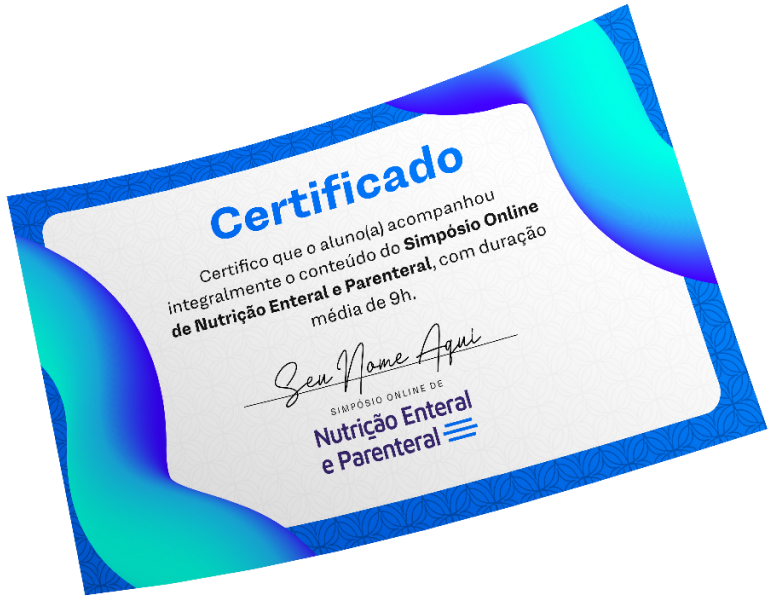 Certificado
Certifico que o aluno(a) acompanhou
integralmente o conteúdo do Simpósio Online
de Nutrição Enteral e Parenteral, com duração
média de 9h.
Seu Nome Aqui
SIMPÓSIO ONLINE DE
Nutrição Enteral
e Parenteral